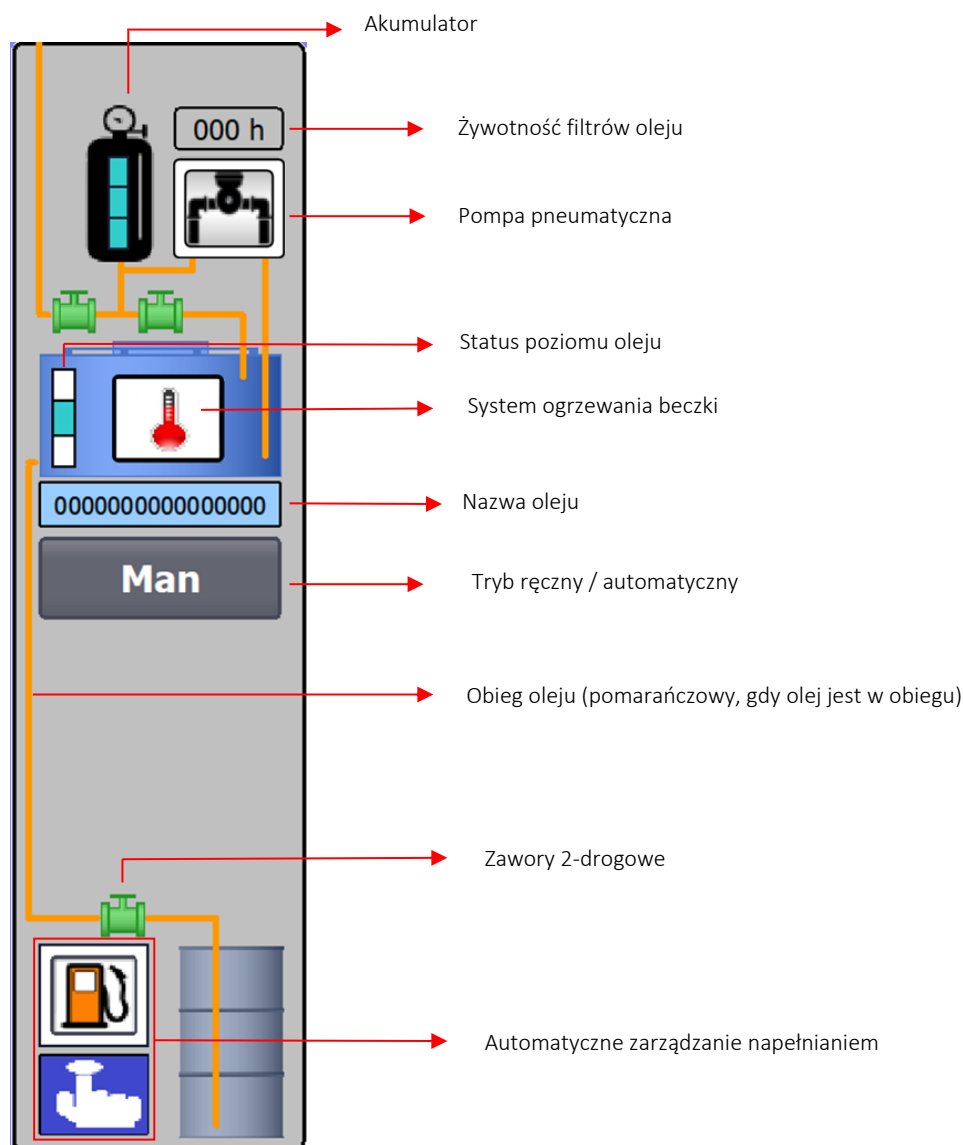 Akumulator
000 h
Żywotność filtrów oleju
Pompa pneumatyczna
Status poziomu oleju
System ogrzewania beczki
0000000000000000
Nazwa oleju
Man
Tryb ręczny / automatyczny
Obieg oleju (pomarańczowy, gdy olej jest w obiegu)
Zawory 2-drogowe
Automatyczne zarządzanie napełnianiem